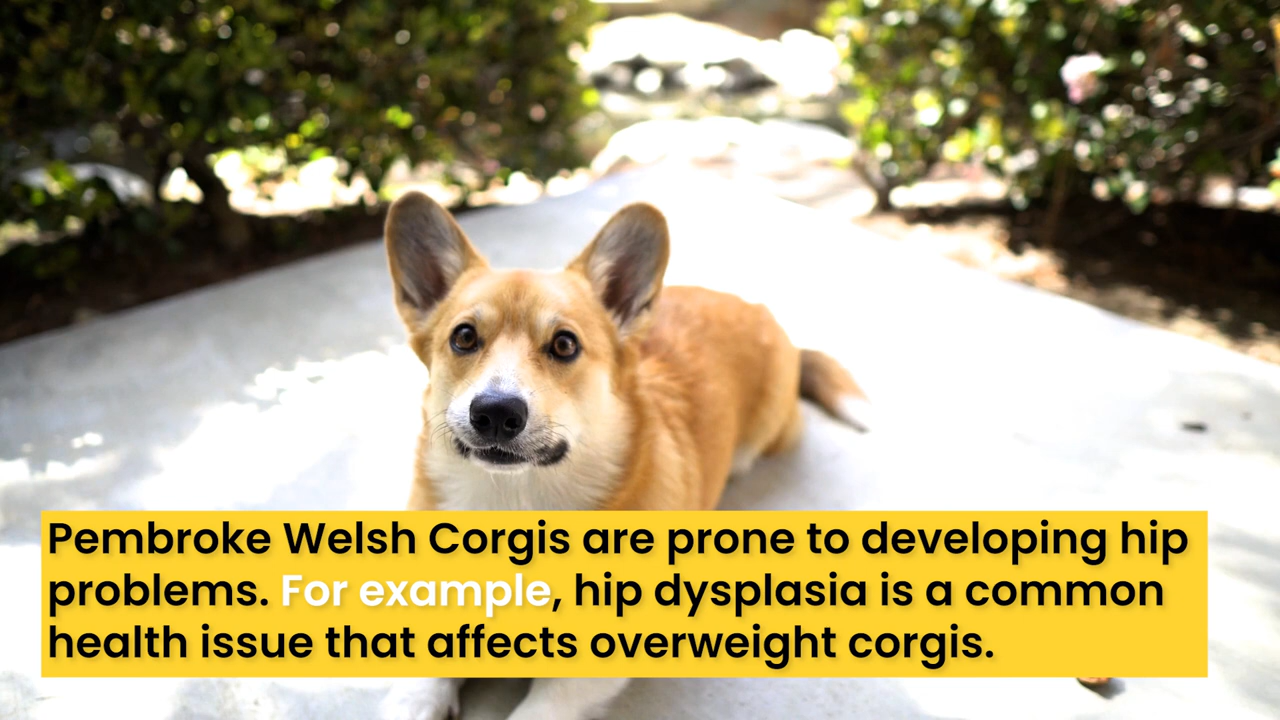 Pembroke Welsh Corgis are prone to developing hip
problems. For example, hip dysplasia is a common
health issue that affects overweight corgis.